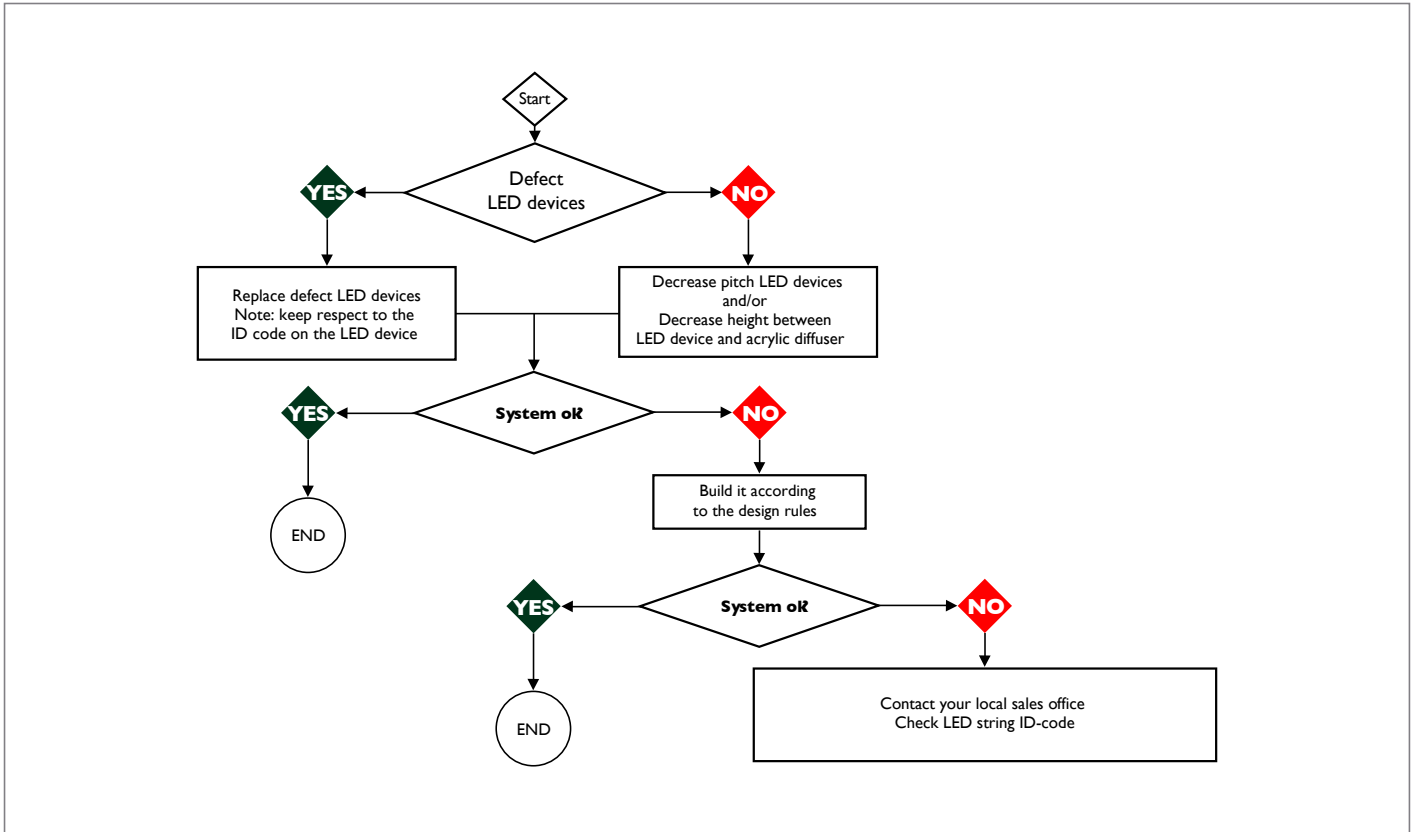 Start
Defect
LED devices
YES
NO
Replace defect LED devices
Note: keep respect to the
ID code on the LED device
Decrease pitch LED devices
and/or
Decrease height between
LED device and acrylic diffuser
YES
System ok?
NO
END
Build it according
to the design rules
YES
System ok?
NO
END
Contact your local sales office
Check LED string ID-code